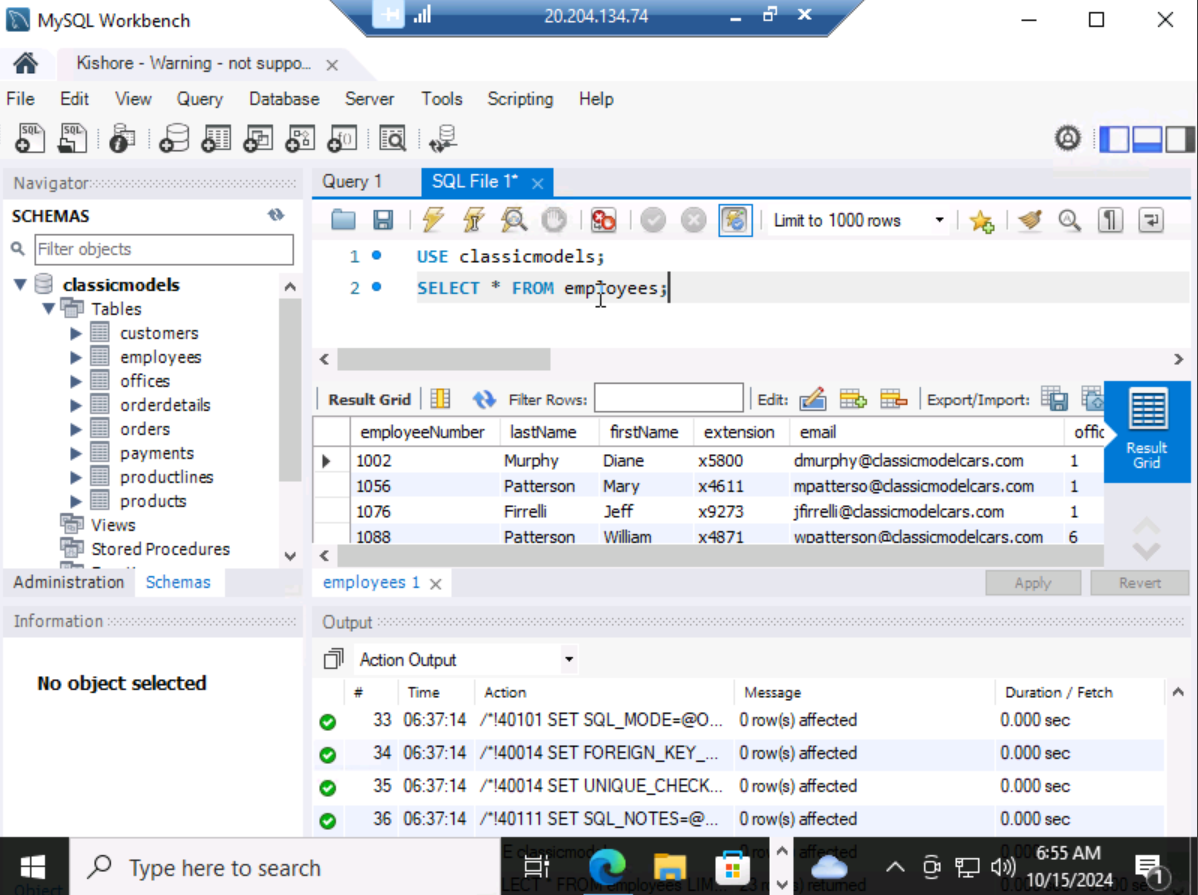 MySQL Workbench
20.204.134.74
Kishore - Warning - not suppo...
File Edit View Query Database Server Tools Scripting Help
Navigator
Query 1 SQL File 1*
SCHEMAS
Limit to 1000 rows
Filter objects
1 USE classicmodels;
2 SELECT * FROM employees;
classicmodels
Tables
customers
employees
offices
orderdetails
orders
payments
productlines
products
Views
Stored Procedures
Result Grid Filter Rows: Edit: Export/Import:
Result
Grid
employeeNumber lastName firstName extension email offic
1002 Murphy Diane x5800 dmurphy@classicmodelcars.com 1
1056 Patterson Mary x4611 mpatterso@classicmodelcars.com 1
1076 Firrelli Jeff x9273 jfirrelli@classicmodelcars.com 1
1088 Patterson William x4871 wpatterson@classicmodelcars.com 6
Administration Schemas
employees 1 Apply Revert
Information
No object selected
Output
Action Output
# Time Action Message Duration / Fetch
33 06:37:14 /*!40101 SET SQL_MODE=@O... 0 row(s) affected 0.000 sec
34 06:37:14 /*!40014 SET FOREIGN_KEY_... 0 row(s) affected 0.000 sec
35 06:37:14 /*!40014 SET UNIQUE_CHECK... 0 row(s) affected 0.000 sec
36 06:37:14 /*!40111 SET SQL_NOTES=@... 0 row(s) affected 0.000 sec
Type here to search
6:55 AM
10/15/2024
1